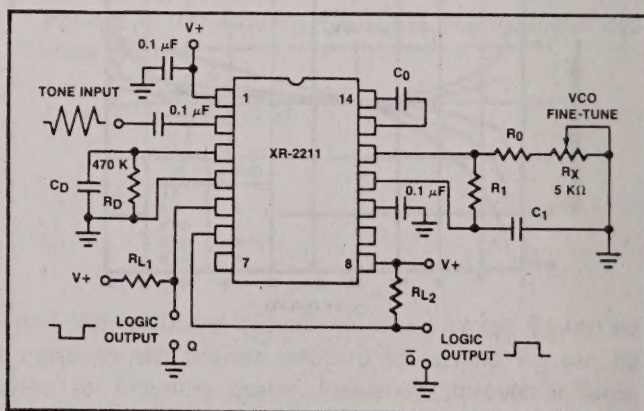 V+
0.1 µF
TONE INPUT
0.1 µF
1
14
XR-2211
7
8
C0
R0
VCO
FINE-TUNE
RX
5 KΩ
R1
C1
0.1 µF
470 K
CD
RD
V+
RL1
LOGIC
OUTPUT
Q
V+
RL2
LOGIC
OUTPUT
Q̅